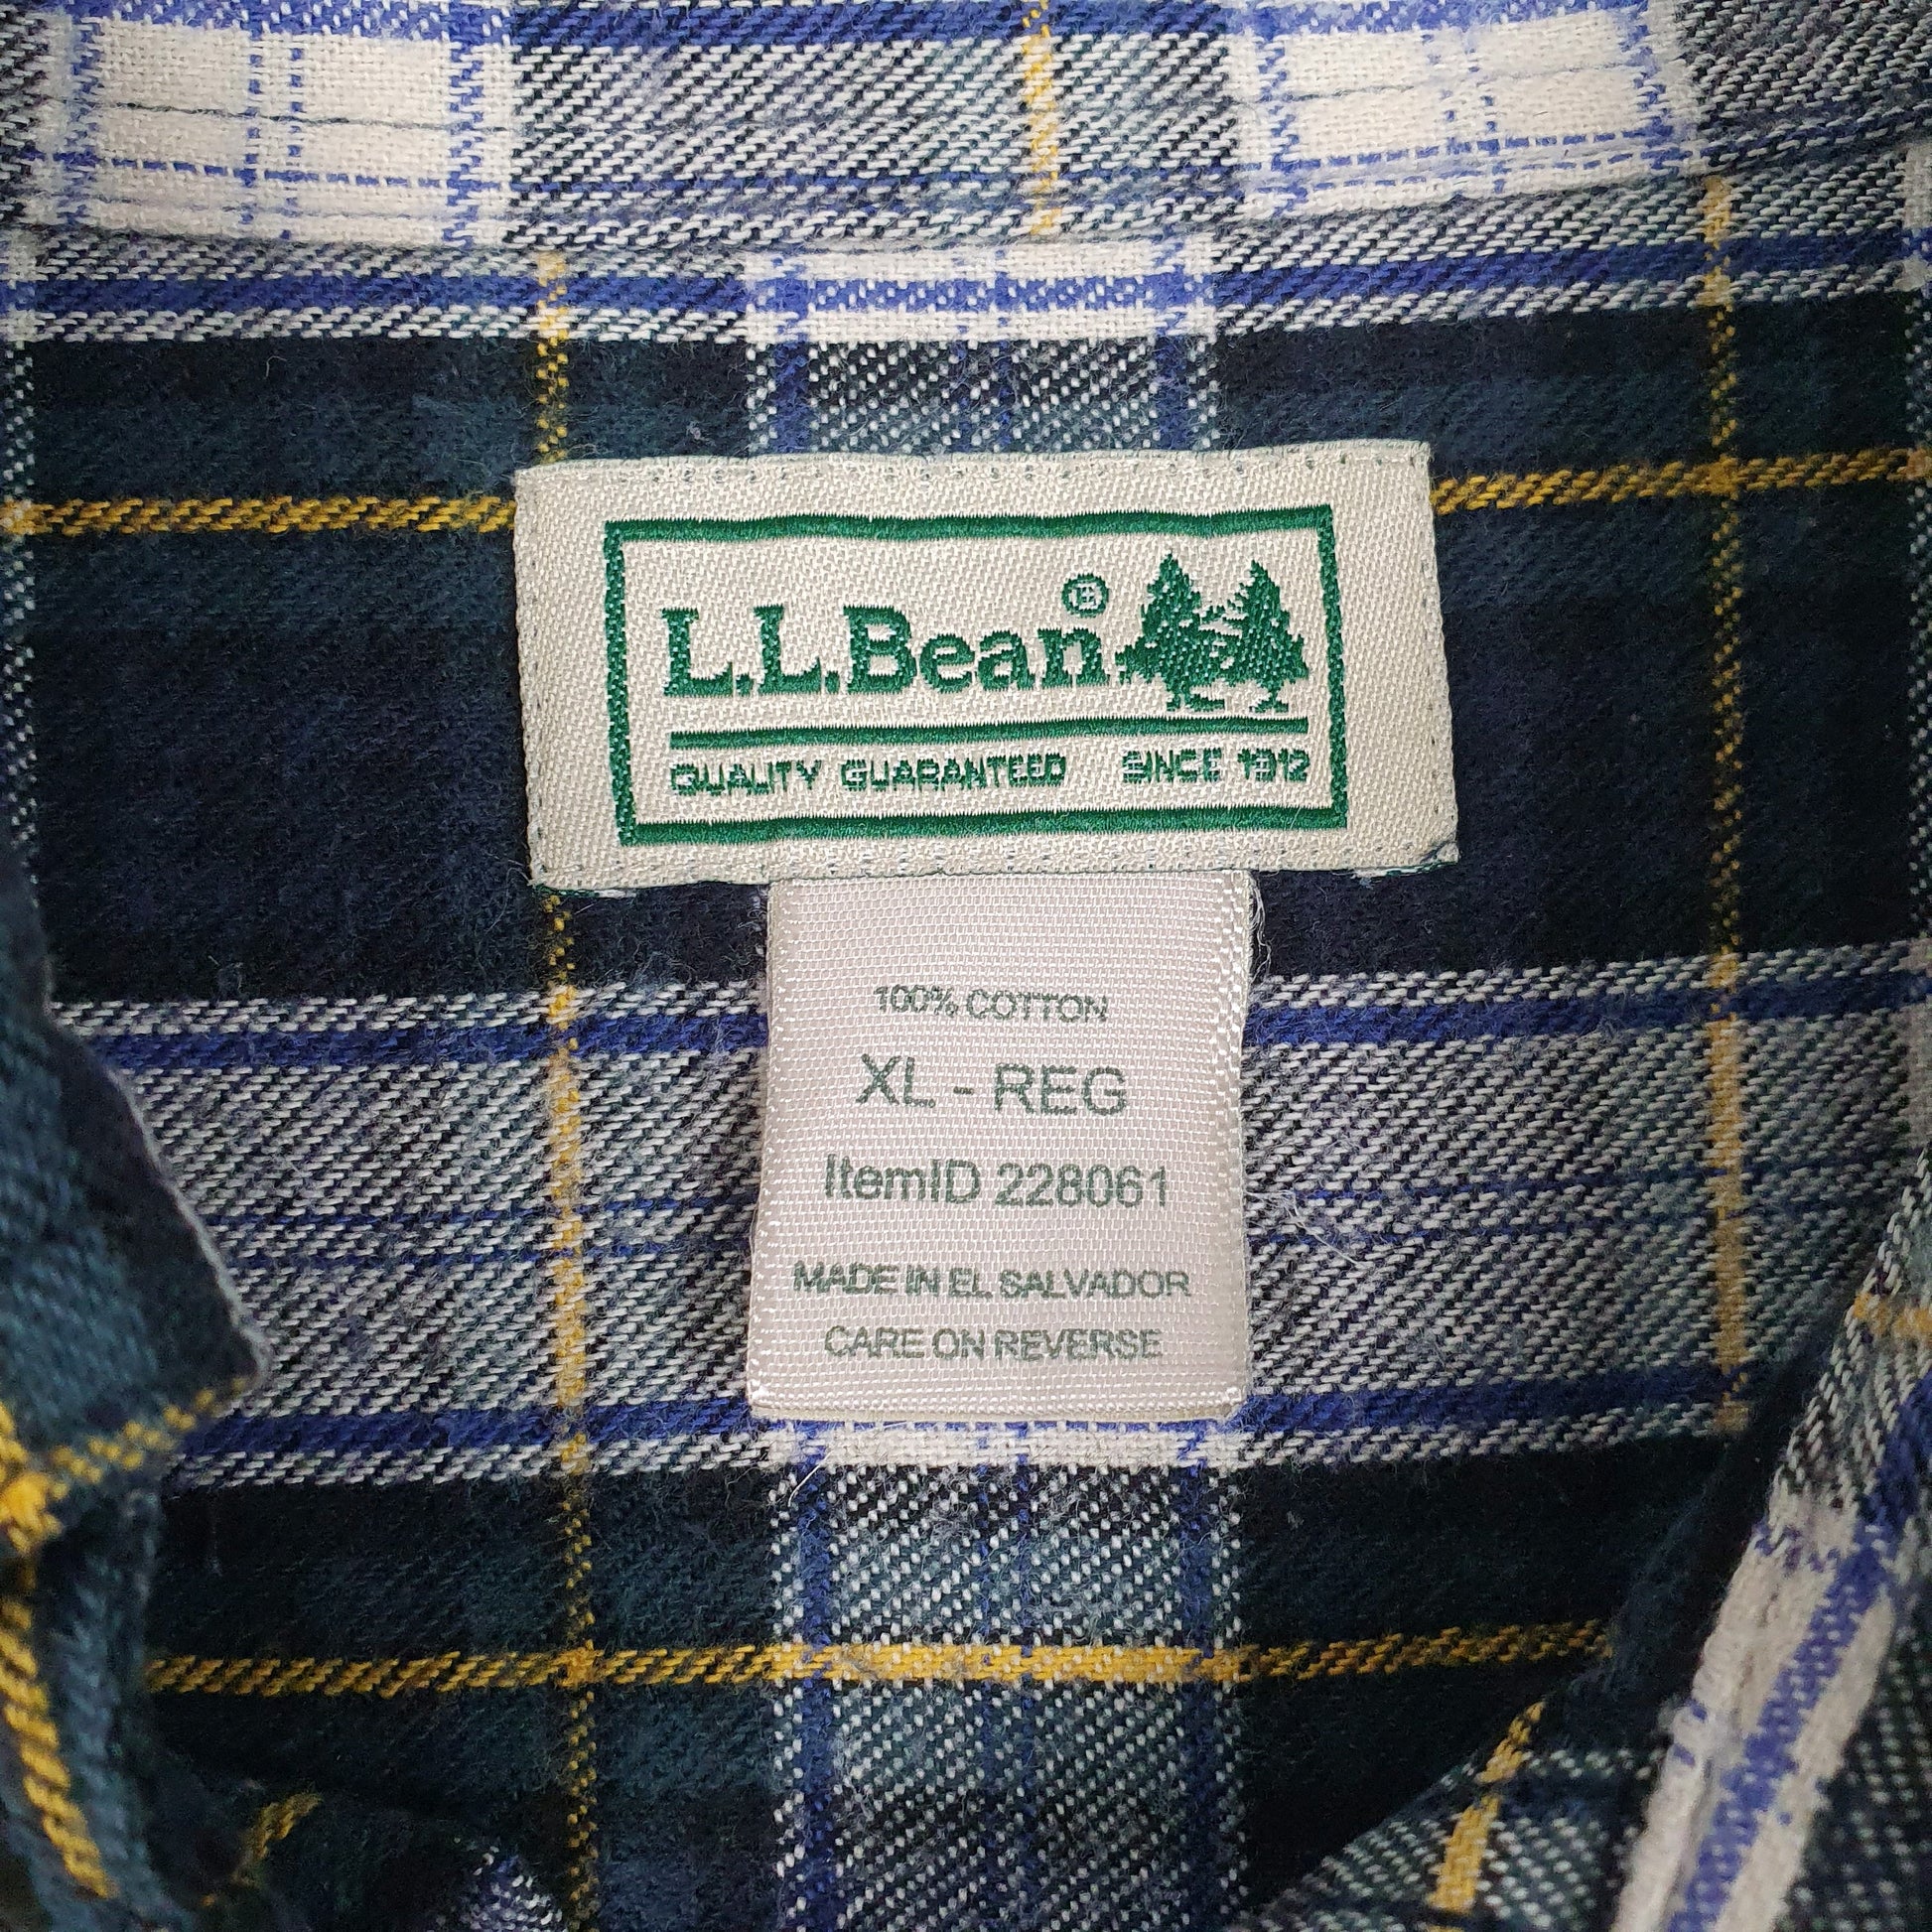 L.L.Bean®
QUALITY GUARANTEED SINCE 1912
100% COTTON
XL - REG
ItemID 228061
MADE IN EL SALVADOR
CARE ON REVERSE